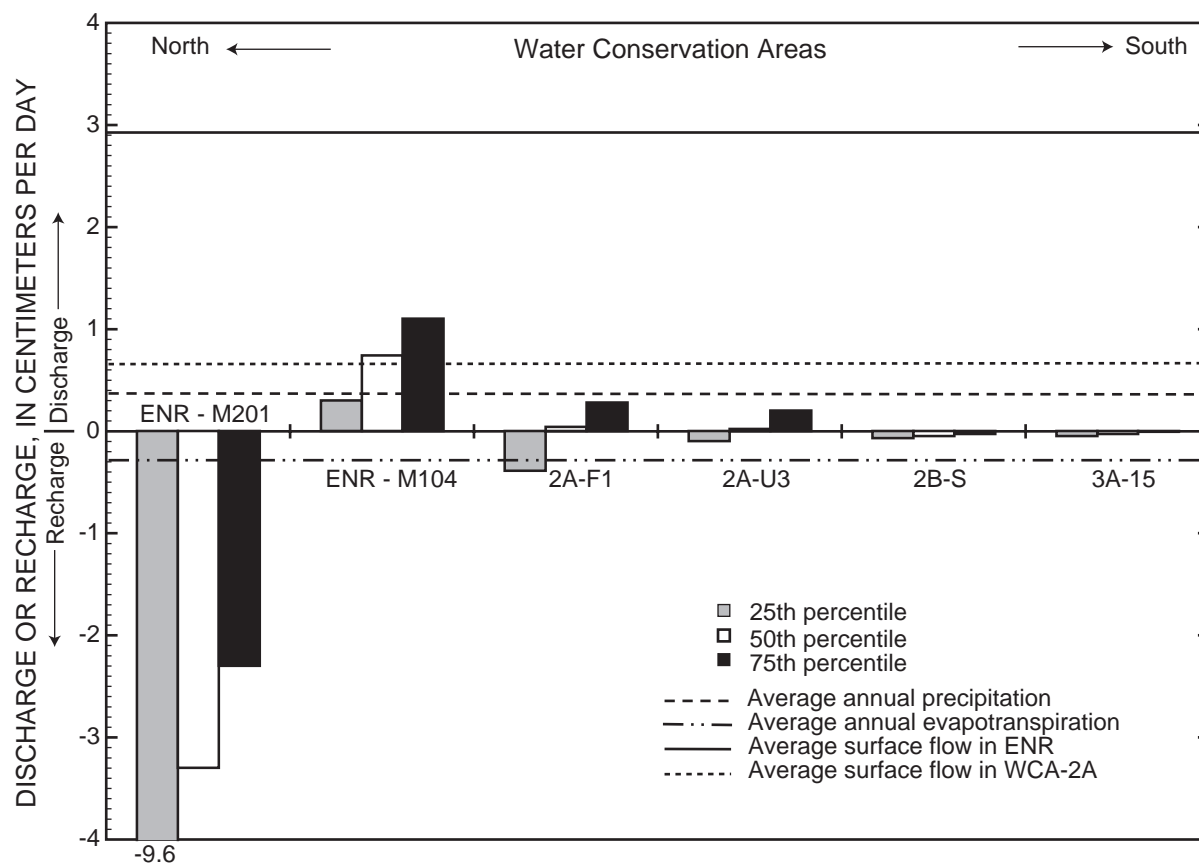 4
North
Water Conservation Areas
South
3
2
1
ENR - M201
0
ENR - M104
2A-F1
2A-U3
2B-S
3A-15
-1
-2
-3
-4
-9.6
DISCHARGE OR RECHARGE, IN CENTIMETERS PER DAY
Discharge
Recharge
25th percentile
50th percentile
75th percentile
Average annual precipitation
Average annual evapotranspiration
Average surface flow in ENR
Average surface flow in WCA-2A